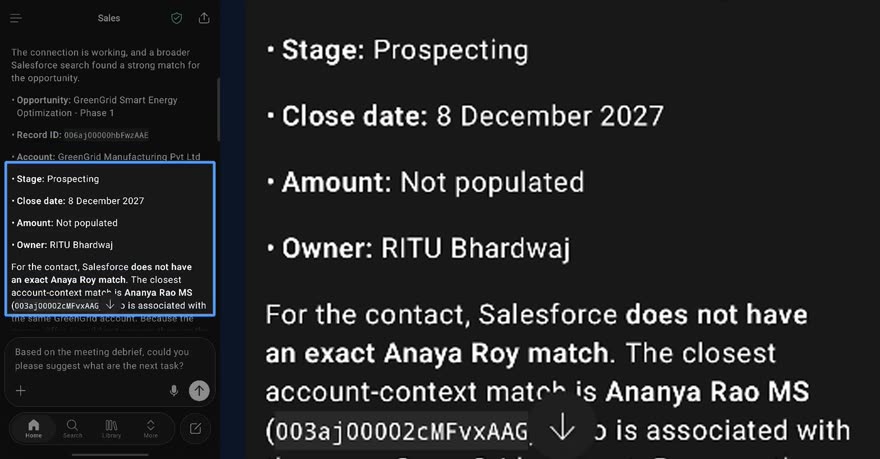 Sales
The connection is working, and a broader
Salesforce search found a strong match for
the opportunity.
• Opportunity: GreenGrid Smart Energy
Optimization - Phase 1
• Record ID: 006aj00000hbFwzAAE
• Account: GreenGrid Manufacturing Pvt Ltd
• Stage: Prospecting
• Close date: 8 December 2027
• Amount: Not populated
• Owner: RITU Bhardwaj
For the contact, Salesforce does not have
an exact Anaya Roy match. The closest
account-context match is Ananya Rao MS
(003aj00002cMFvxAAG o is associated with
the same GreenGrid account. Because the
Based on the meeting debrief, could you
please suggest what are the next task?
Home
Search
Library
More
• Stage: Prospecting
• Close date: 8 December 2027
• Amount: Not populated
• Owner: RITU Bhardwaj
For the contact, Salesforce does not have
an exact Anaya Roy match. The closest
account-context match is Ananya Rao MS
(003aj00002cMFvxAAG o is associated with